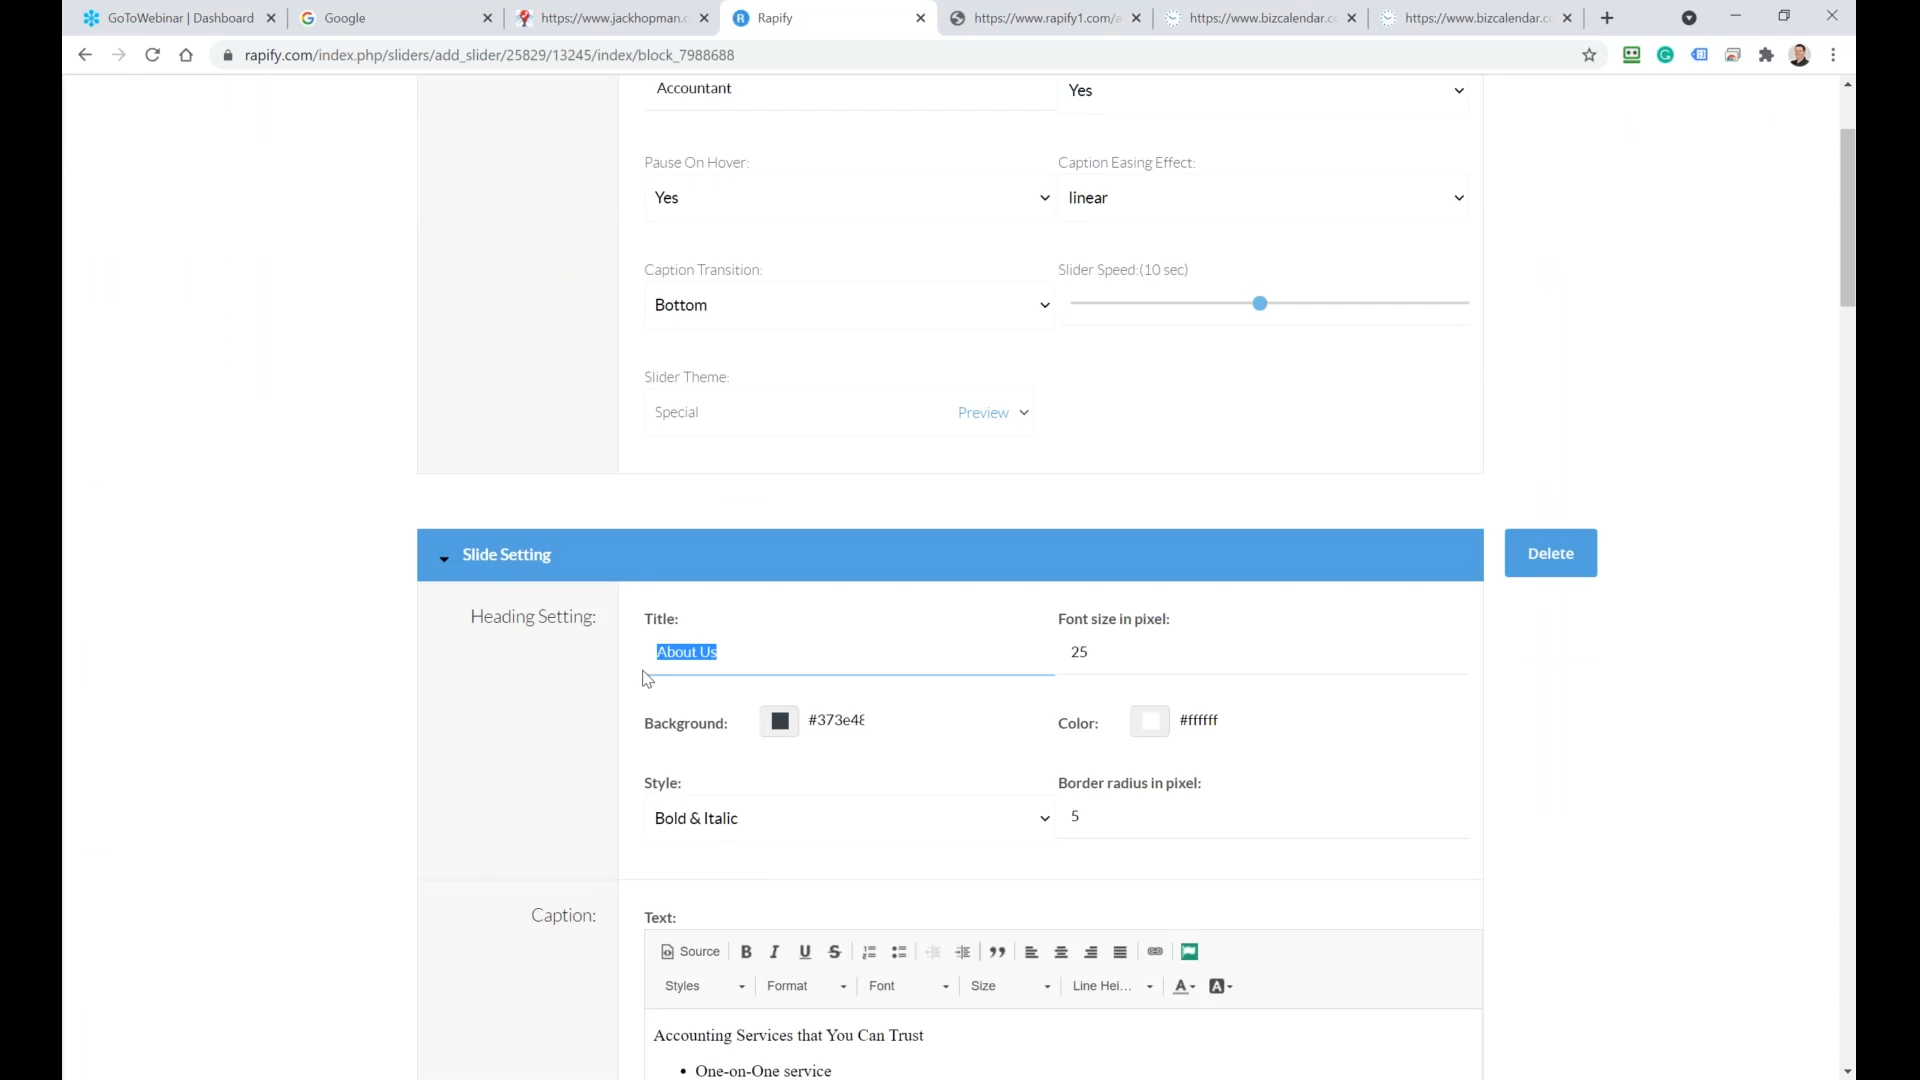 GoToWebinar | Dashboard
Google
https://www.jackhopman.c
Rapify
https://www.rapify1.com/a
https://www.bizcalendar.cc
https://www.bizcalendar.cc
rapify.com/index.php/sliders/add_slider/25829/13245/index/block_7988688
Accountant
Yes
Pause On Hover:
Caption Easing Effect:
Yes
linear
Caption Transition:
Slider Speed:(10 sec)
Bottom
Slider Theme:
Special
Preview
Slide Setting
Delete
Heading Setting:
Title:
Font size in pixel:
About Us
25
Background:
#373e48
Color:
#ffffff
Style:
Border radius in pixel:
Bold & Italic
5
Caption:
Text:
Source
Styles
Format
Font
Size
Line Hei...
Accounting Services that You Can Trust
• One-on-One service